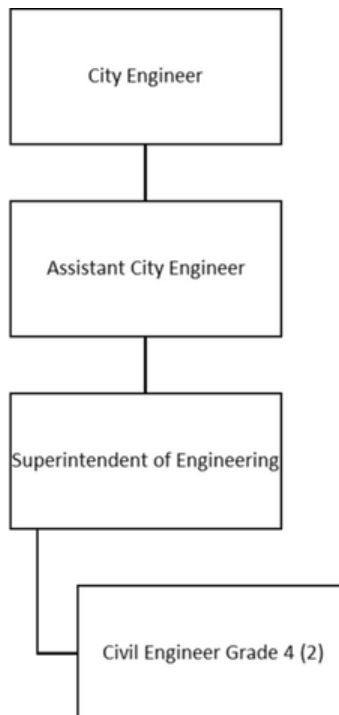 City Engineer
Assistant City Engineer
Superintendent of Engineering
Civil Engineer Grade 4 (2)